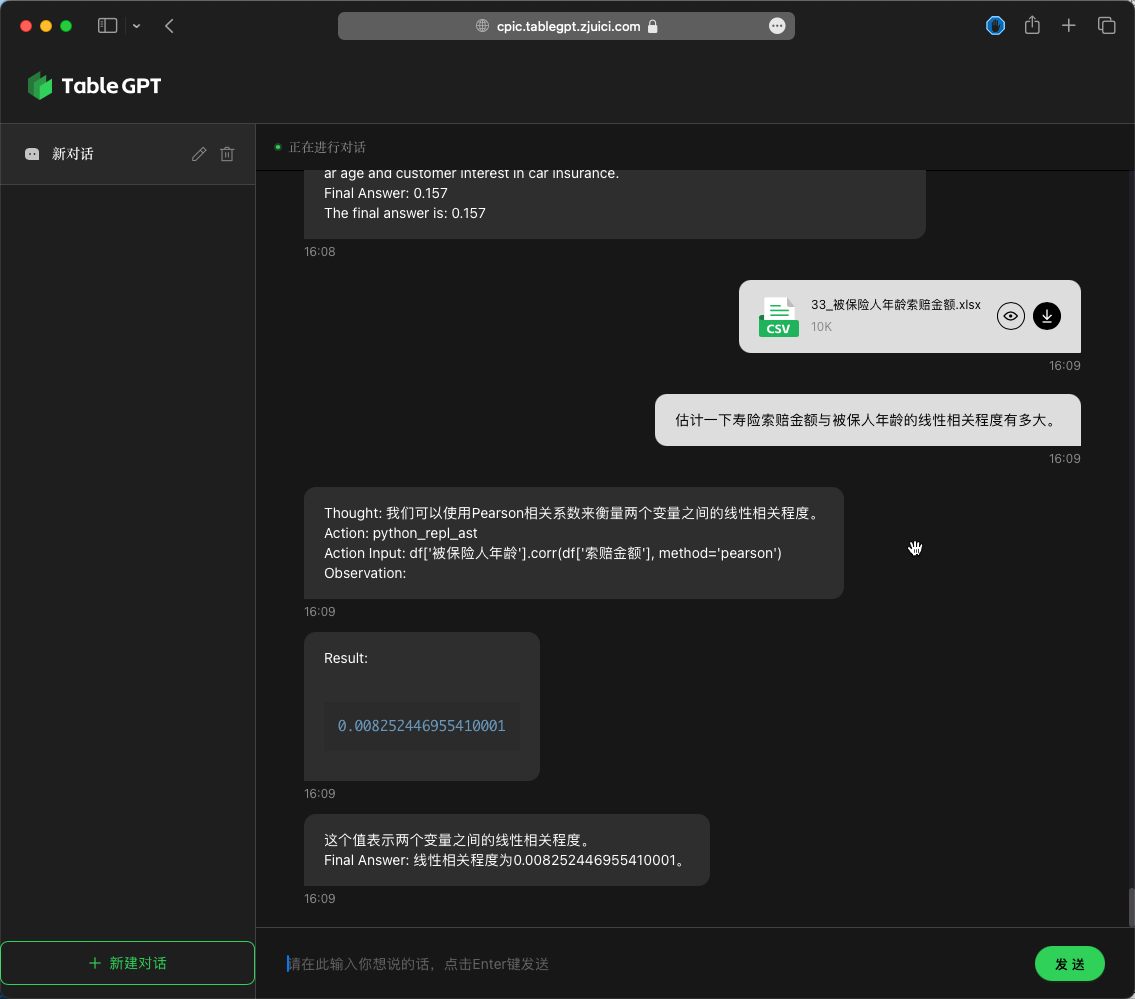 cpic.tablegpt.zjuici.com
TableGPT
新对话
正在进行对话
ar age and customer interest in car insurance.
Final Answer: 0.157
The final answer is: 0.157
16:08
33_被保险人年龄索赔金额.xlsx
CSV
10K
16:09
估计一下寿险索赔金额与被保人年龄的线性相关程度有多大。
16:09
Thought: 我们可以使用Pearson相关系数来衡量两个变量之间的线性相关程度。
Action: python_repl_ast
Action Input: df['被保险人年龄'].corr(df['索赔金额'], method='pearson')
Observation:
16:09
Result:
0.008252446955410001
16:09
这个值表示两个变量之间的线性相关程度。
Final Answer: 线性相关程度为0.008252446955410001。
16:09
新建对话
请在此输入你想说的话，点击Enter键发送
发送